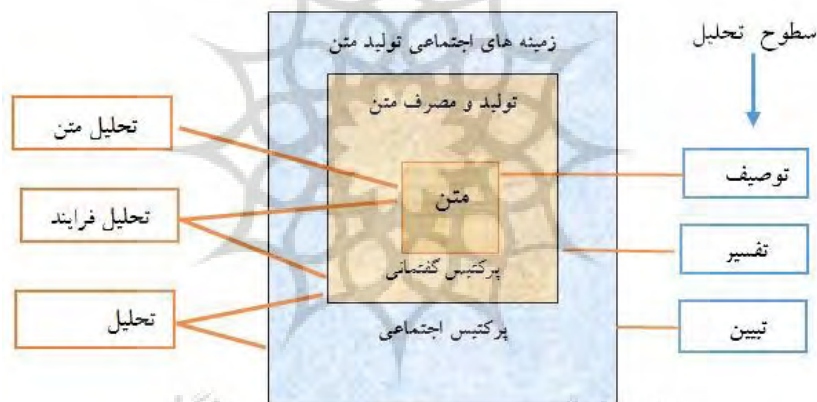 زمینه های اجتماعی تولید متن
سطوح تحلیل
تولید و مصرف متن
تحلیل متن
توصیف
متن
تحلیل فرایند
تفسیر
پرکتیس گفتمانی
تحلیل
پرکتیس اجتماعی
تبیین